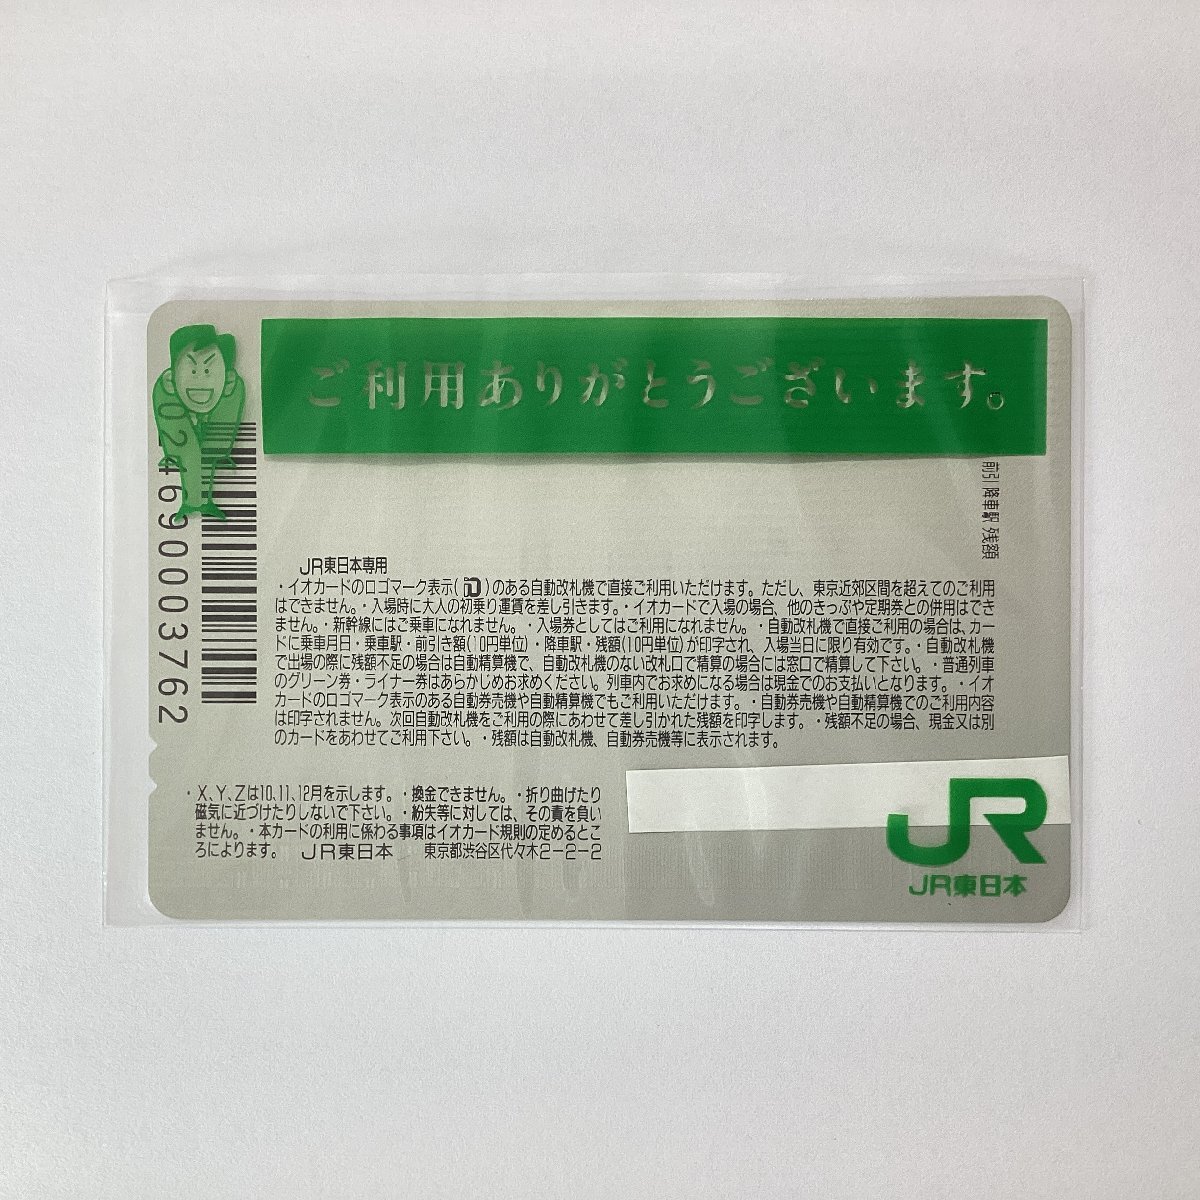 ご利用ありがとうございます。
0246900003762
前引 降車駅 残額
JR東日本専用
・イオカードのロゴマーク表示( )のある自動改札機で直接ご利用いただけます。ただし、東京近郊区間を超えてのご利用
はできません。・入場時に大人の初乗り運賃を差し引きます。・イオカードで入場の場合、他のきっぷや定期券との併用はでき
ません。・新幹線にはご乗車になれません。・入場券としてはご利用になれません。・自動改札機で直接ご利用の場合は、カー
ドに乗車月日・乗車駅・前引き額(10円単位)・降車駅・残額(10円単位)が印字され、入場当日に限り有効です。・自動改札機
で出場の際に残額不足の場合は自動精算機で、自動改札機のない改札口で精算の場合には窓口で精算して下さい。・普通列車
のグリーン券・ライナー券はあらかじめお求めください。列車内でお求めになる場合は現金でのお支払いとなります。・イオ
カードのロゴマーク表示のある自動券売機や自動精算機でもご利用いただけます。・自動券売機や自動精算機でのご利用内容
は印字されません。次回自動改札機をご利用の際にあわせて差し引かれた残額を印字します。・残額不足の場合、現金又は別
のカードをあわせてご利用下さい。・残額は自動改札機、自動券売機等に表示されます。
・X、Y、Zは10、11、12月を示します。・換金できません。・折り曲げたり
磁気に近づけたりしないで下さい。・紛失等に対しては、その責を負い
ません。・本カードの利用に係わる事項はイオカード規則の定めるとこ
ろによります。 JR東日本 東京都渋谷区代々木2-2-2
JR
JR東日本